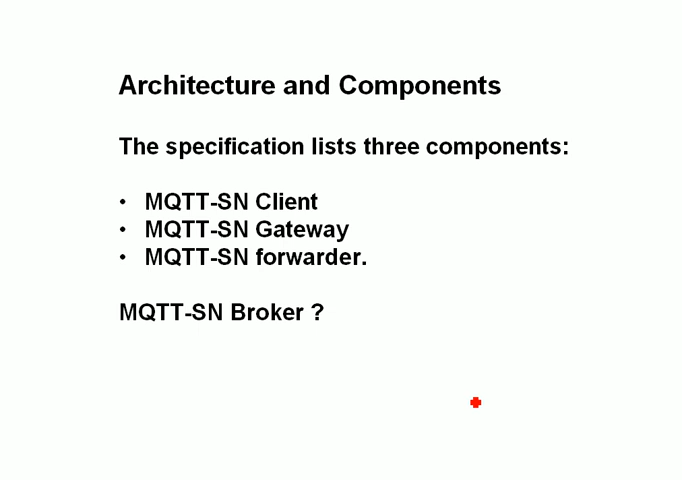 Architecture and Components
The specification lists three components:
• MQTT-SN Client
• MQTT-SN Gateway
• MQTT-SN forwarder.
MQTT-SN Broker ?